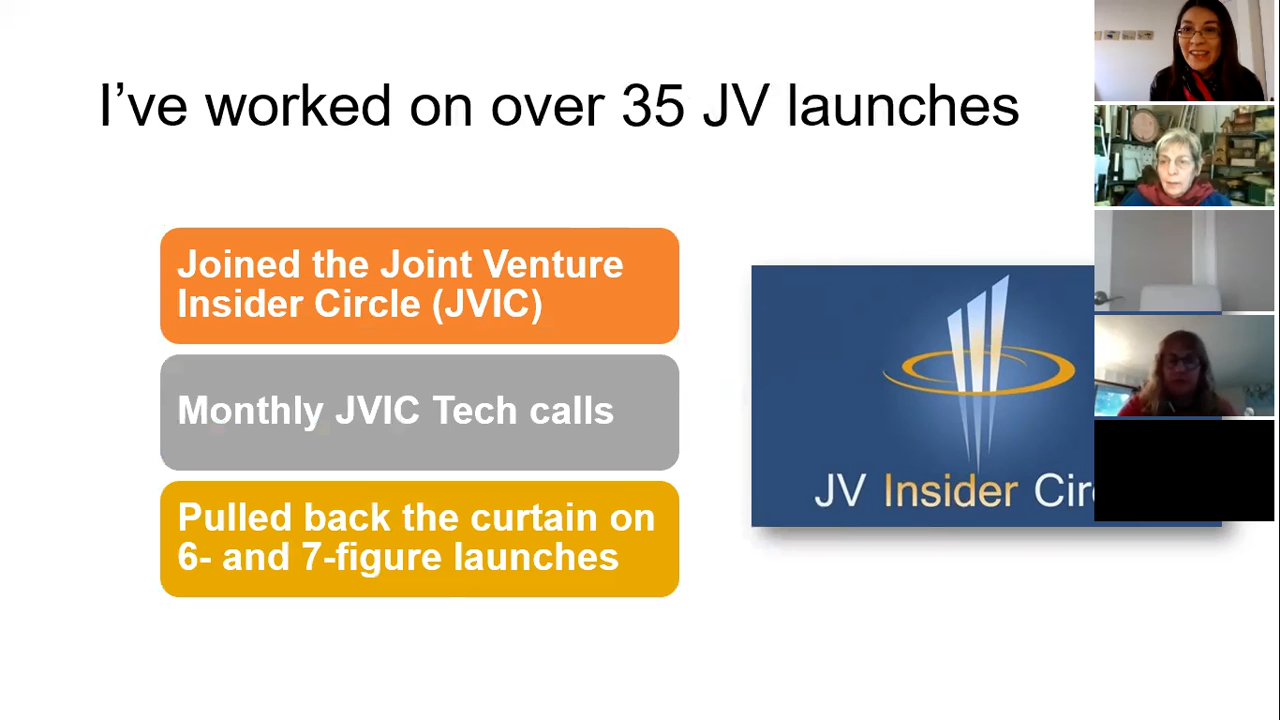 I’ve worked on over 35 JV launches
Joined the Joint Venture
Insider Circle (JVIC)
Monthly JVIC Tech calls
Pulled back the curtain on
6- and 7-figure launches
JV Insider